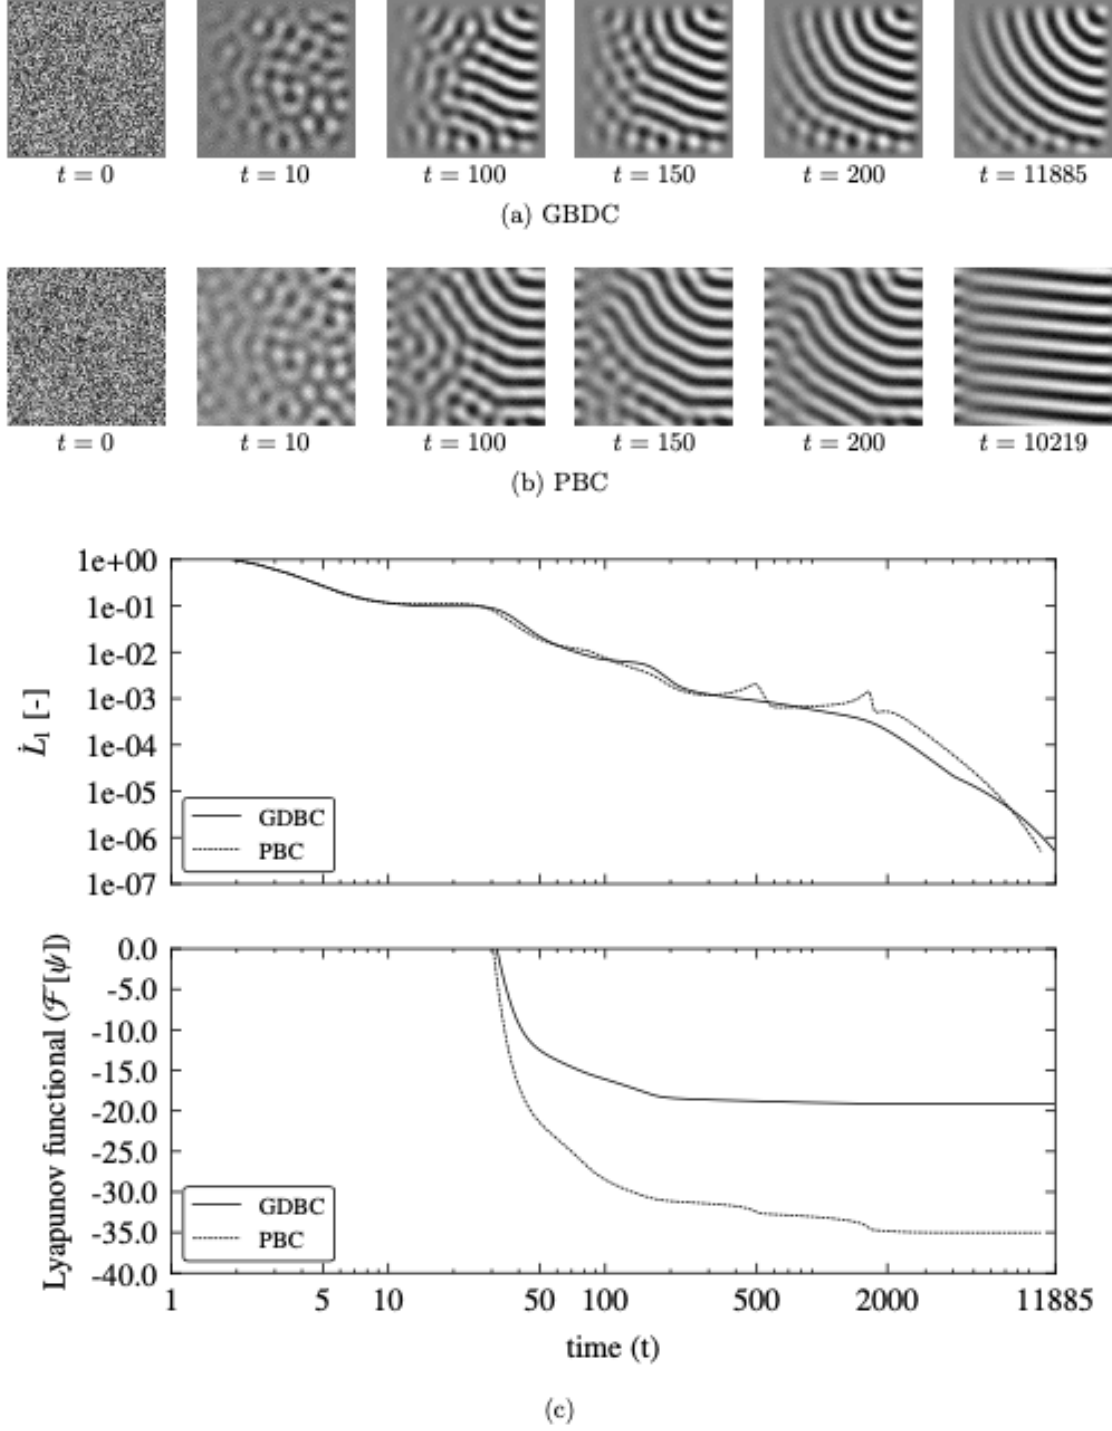 t = 0 t = 10 t = 100 t = 150 t = 200 t = 11885
(a) GBDC
t = 0 t = 10 t = 100 t = 150 t = 200 t = 10219
(b) PBC
1e+00
1e-01
1e-02
1e-03
1e-04
1e-05
1e-06
1e-07
L̇₁ [-]
GDBC
PBC
0.0
-5.0
-10.0
-15.0
-20.0
-25.0
-30.0
-35.0
-40.0
Lyapunov functional (ℱ[ψ])
GDBC
PBC
1 5 10 50 100 500 2000 11885
time (t)
(c)